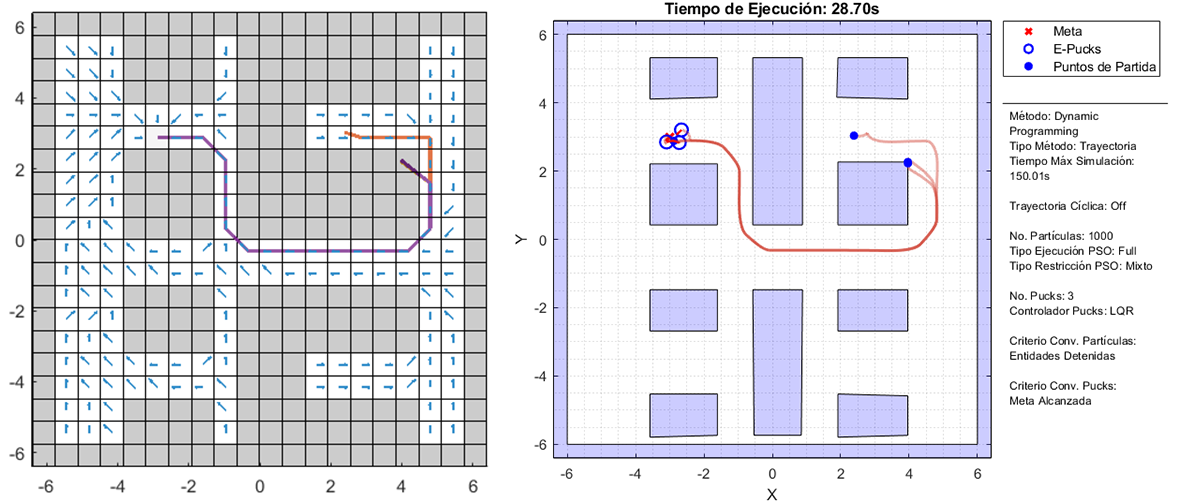 Tiempo de Ejecución: 28.70s
6
4
2
0
-2
-4
-6
-6
-4
-2
0
2
4
6
Y
6
4
2
0
-2
-4
-6
-6
-4
-2
0
2
4
6
X
Meta
E-Pucks
Puntos de Partida
Método: Dynamic
Programming
Tipo Método: Trayectoria
Tiempo Máx Simulación:
150.01s
Trayectoria Cíclica: Off
No. Partículas: 1000
Tipo Ejecución PSO: Full
Tipo Restricción PSO: Mixto
No. Pucks: 3
Controlador Pucks: LQR
Criterio Conv. Partículas:
Entidades Detenidas
Criterio Conv. Pucks:
Meta Alcanzada